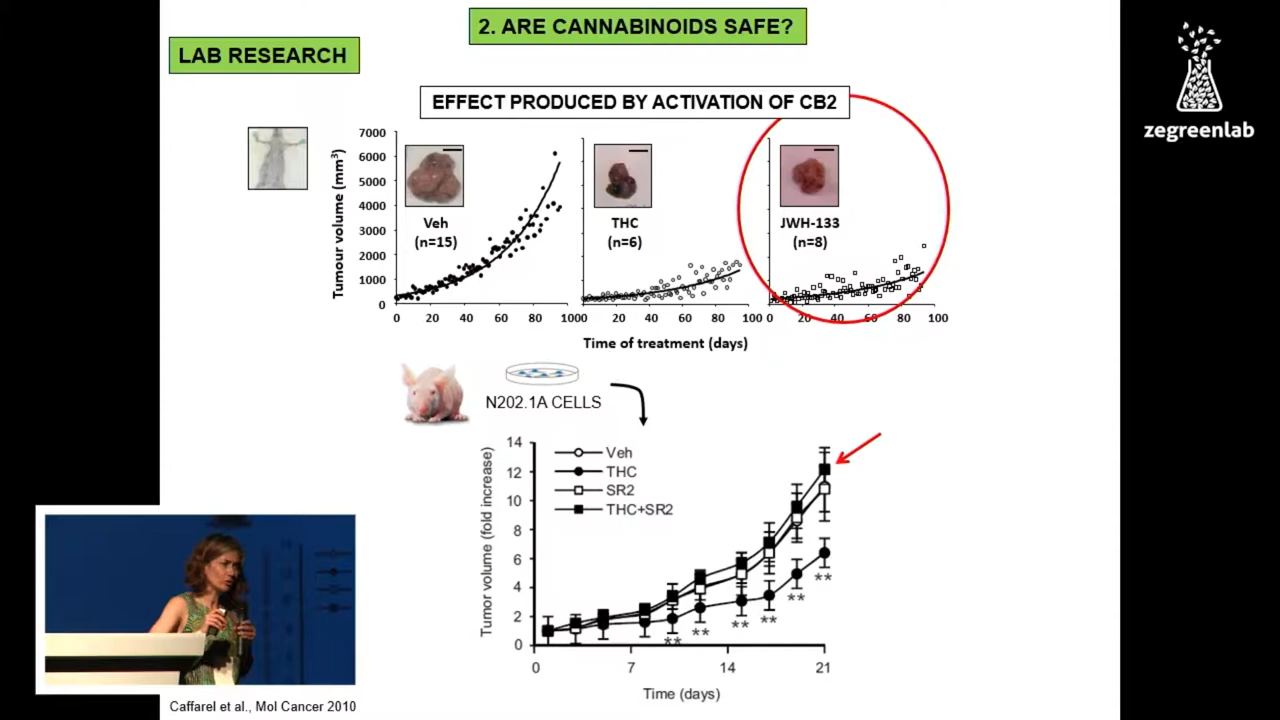 2. ARE CANNABINOIDS SAFE?
LAB RESEARCH
zegreenlab
EFFECT PRODUCED BY ACTIVATION OF CB2
Tumour volume (mm³)
7000
6000
5000
4000
3000
2000
1000
0
Veh
(n=15)
THC
(n=6)
JWH-133
(n=8)
0 20 40 60 80 100
0 20 40 60 80 100
0 20 40 60 80 100
Time of treatment (days)
N202.1A CELLS
Tumor volume (fold increase)
14
12
10
8
6
4
2
0
Veh
THC
SR2
THC+SR2
** ** ** ** ** **
0 7 14 21
Time (days)
Caffarel et al., Mol Cancer 2010